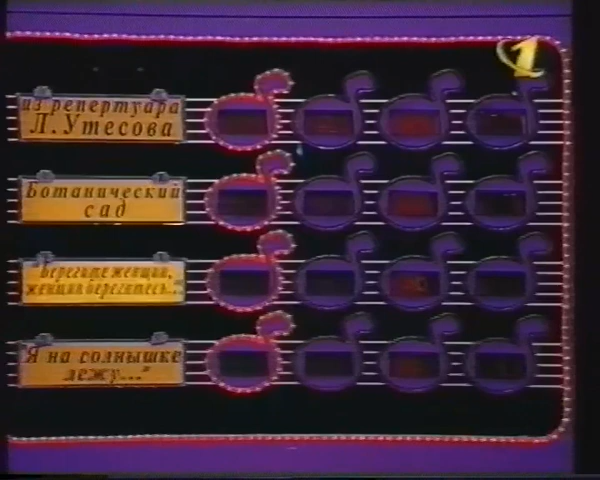 1
из репертуара
Л.Утесова
Ботанический
сад
"Берегите женщин,
женщин берегитесь!..."
Я на солнышке
лежу..."